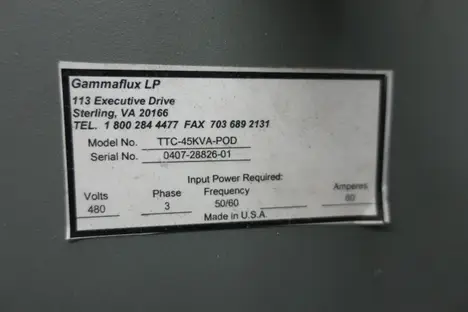 Gammaflux LP
113 Executive Drive
Sterling, VA 20166
TEL. 1 800 284 4477 FAX 703 689 2131
Model No. TTC-45KVA-POD
Serial No. 0407-28826-01
Input Power Required:
Volts Phase Frequency Amperes
480 3 50/60 60
Made in U.S.A.